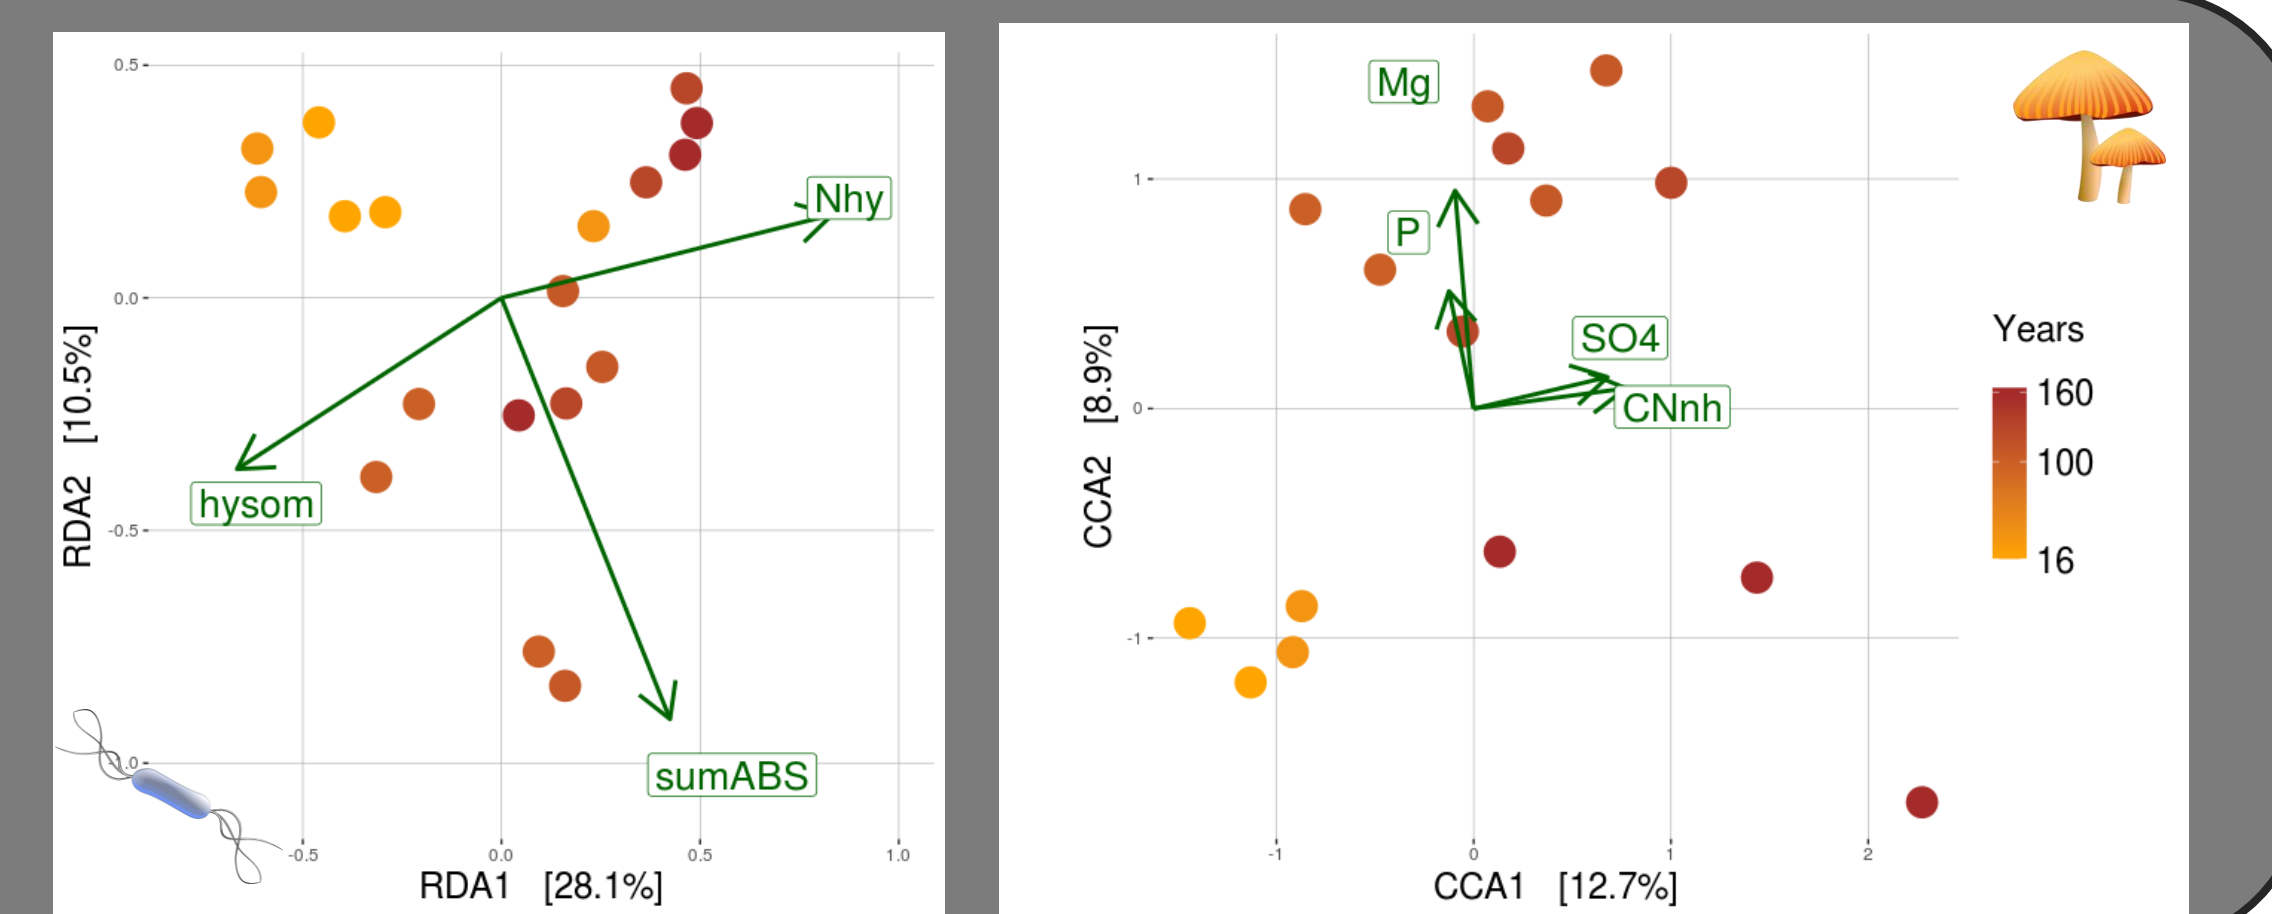 0.5
0.0
-0.5
-1.0
-0.5
0.0
0.5
1.0
RDA2 [10.5%]
RDA1 [28.1%]
Nhy
hysom
sumABS
1
0
-1
-1
0
1
2
CCA2 [8.9%]
CCA1 [12.7%]
Mg
P
SO4
CNnh
Years
160
100
16